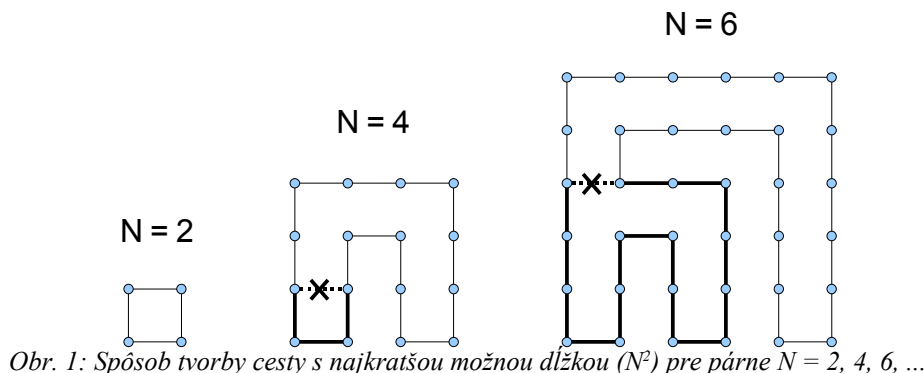 N = 6
N = 4
N = 2
Obr. 1: Spôsob tvorby cesty s najkratšou možnou dĺžkou (N²) pre párne N = 2, 4, 6, ...